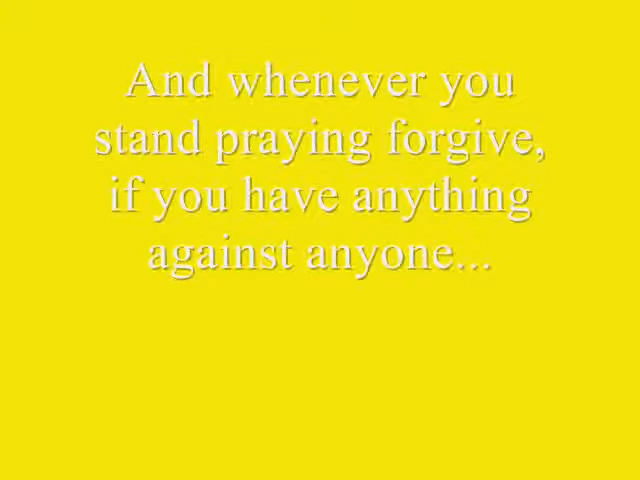 And whenever you
stand praying forgive,
if you have anything
against anyone...